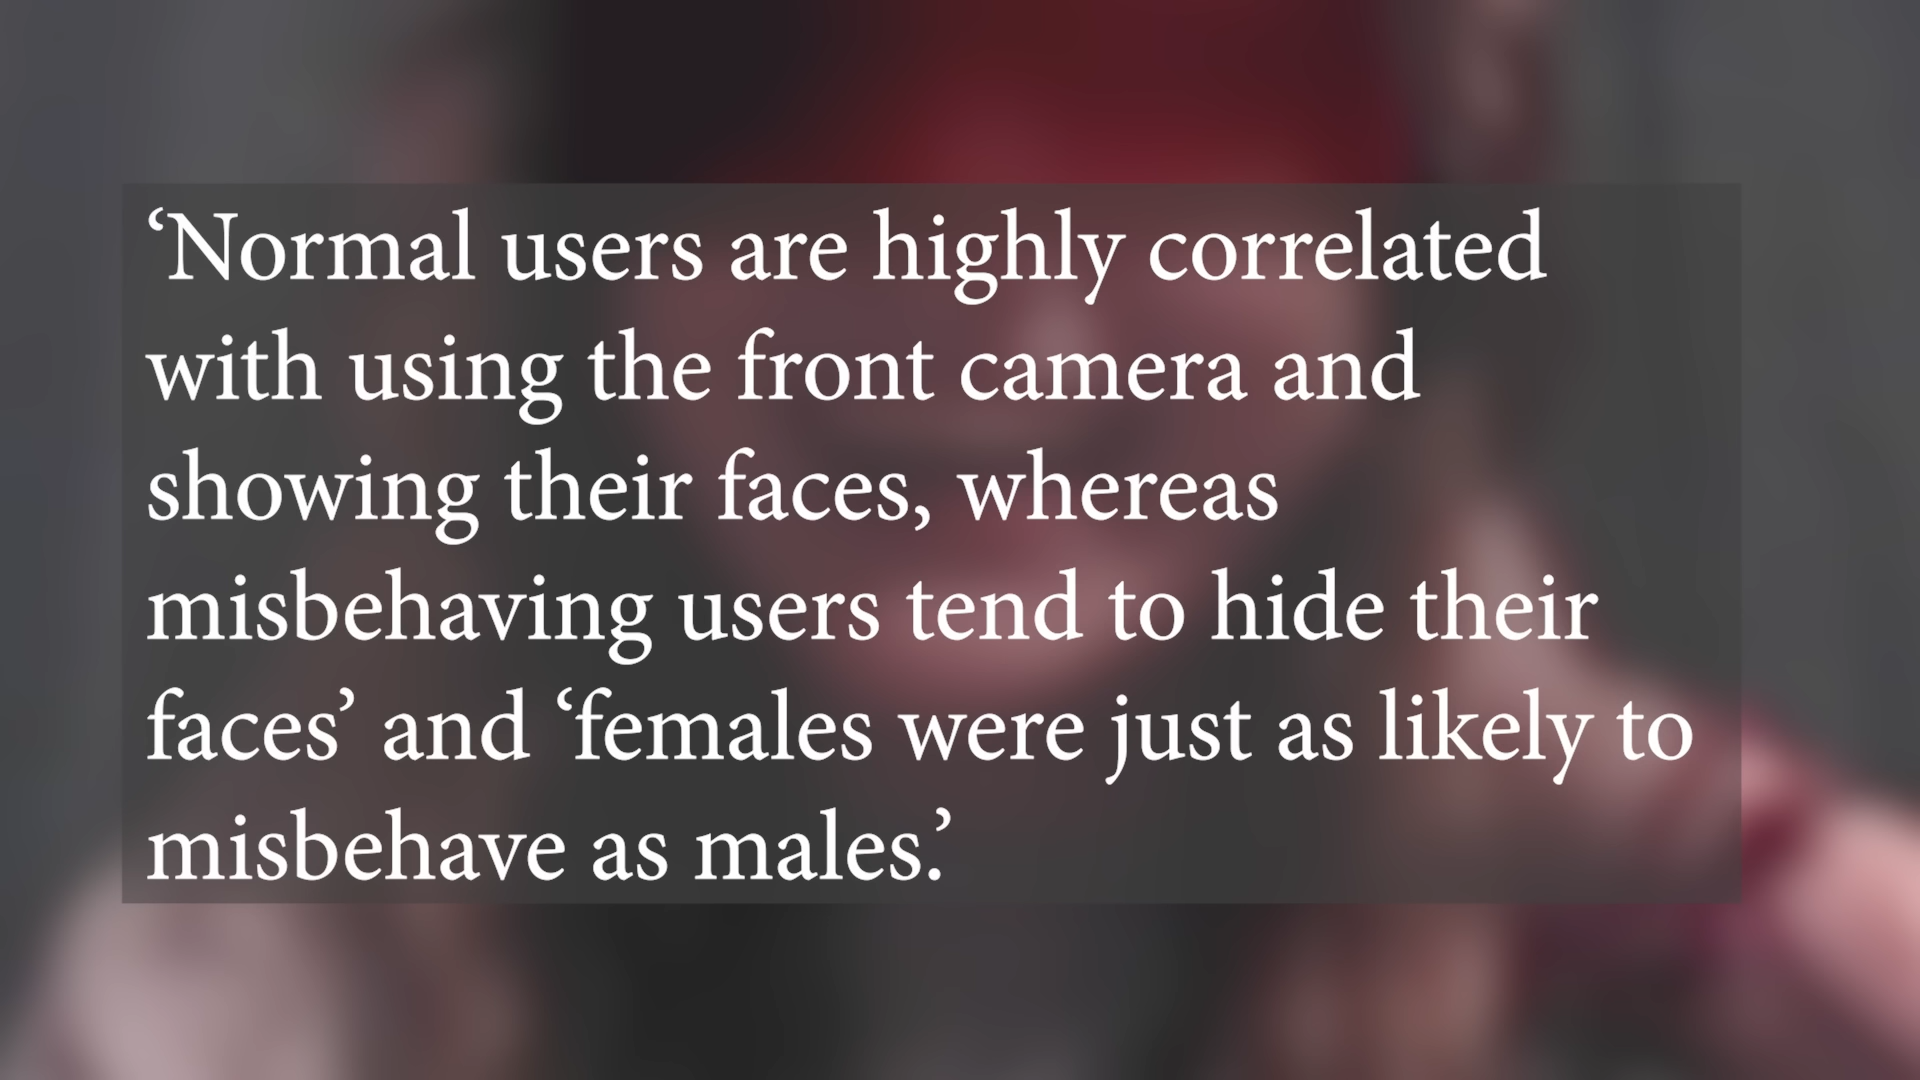 ‘Normal users are highly correlated
with using the front camera and
showing their faces, whereas
misbehaving users tend to hide their
faces’ and ‘females were just as likely to
misbehave as males.’